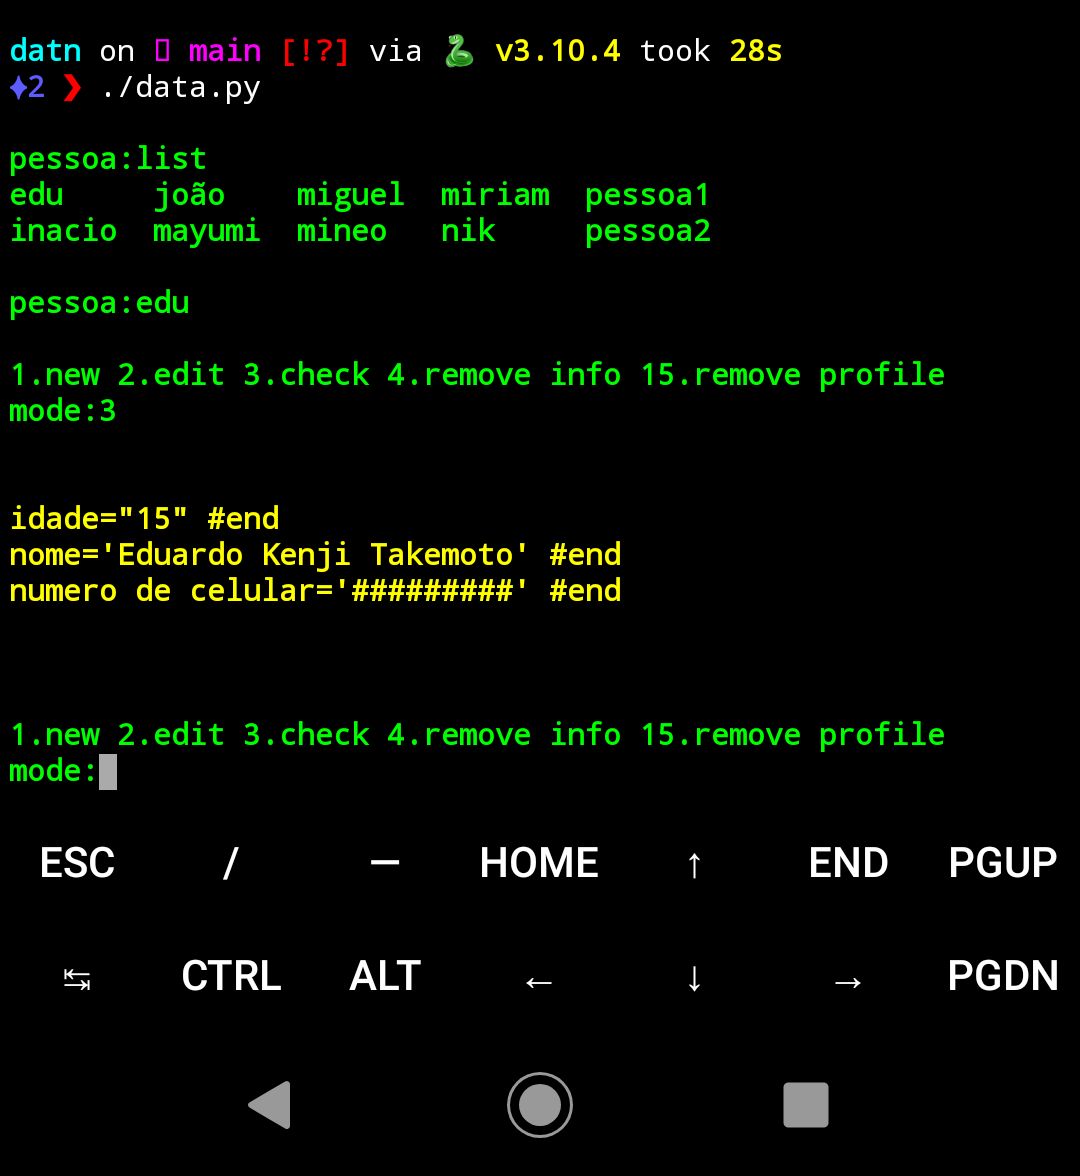 datn on main [!?] via 🐍 v3.10.4 took 28s
✦2 ❯ ./data.py
pessoa:list
edu joão miguel miriam pessoa1
inacio mayumi mineo nik pessoa2
pessoa:edu
1.new 2.edit 3.check 4.remove info 15.remove profile
mode:3
idade="15" #end
nome='Eduardo Kenji Takemoto' #end
numero de celular='#########' #end
1.new 2.edit 3.check 4.remove info 15.remove profile
mode:
ESC / — HOME ↑ END PGUP
↹ CTRL ALT ← ↓ → PGDN